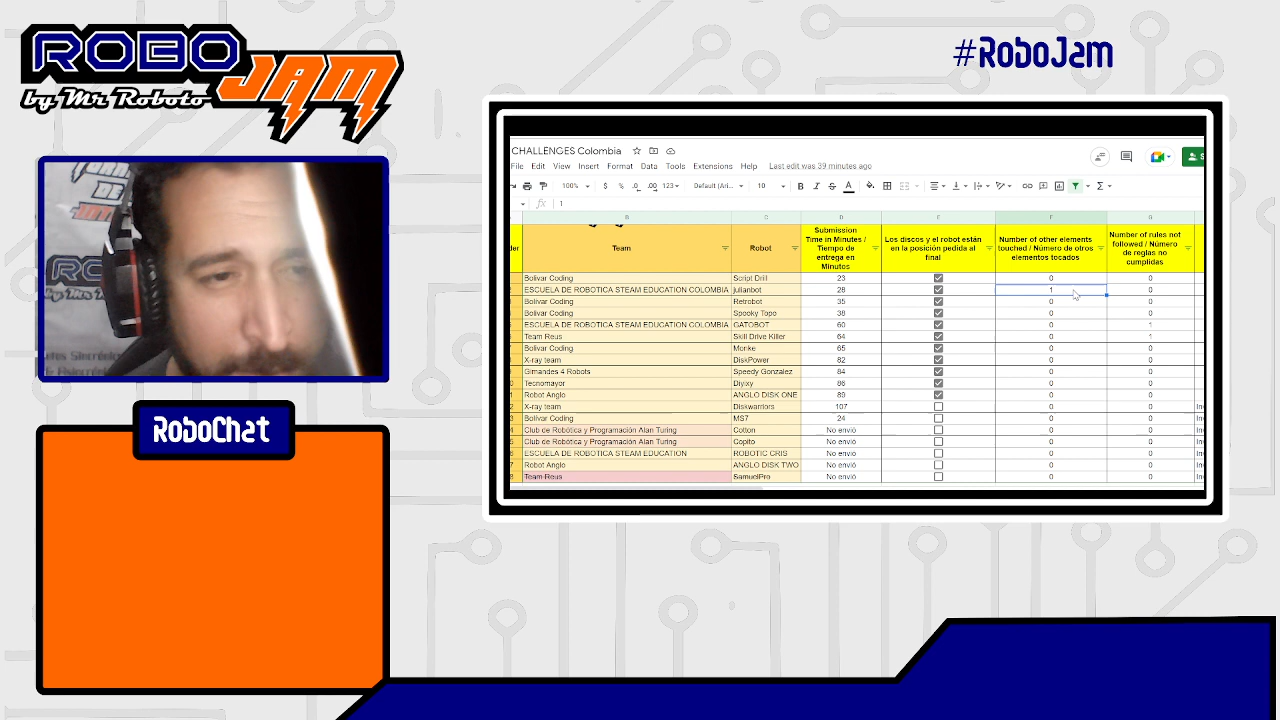 ROBO
JAM
by Mr Roboto
#RoboJam
CHALLENGES Colombia
File Edit View Insert Format Data Tools Extensions Help Last edit was 39 minutes ago
100% $ % .0 .00 123 Default (Ari... 10 B I S A
fx 1
B C D E F G
Team Robot Submission Time in Minutes / Tiempo de entrega en Minutos Los discos y el robot están en la posición pedida al final Number of other elements touched / Número de otros elementos tocados Number of rules not followed / Número de reglas no cumplidas
Bolivar Coding Script Drill 23 0 0
ESCUELA DE ROBOTICA STEAM EDUCATION COLOMBIA julianbot 28 1 0
Bolivar Coding Retrobot 35 0 0
Bolivar Coding Spooky Topo 38 0 0
ESCUELA DE ROBOTICA STEAM EDUCATION COLOMBIA GATOBOT 60 0 1
Team Reus Skill Drive Killer 64 0 1
Bolivar Coding Monke 65 0 0
X-ray team DiskPower 82 0 0
Gimandes 4 Robots Speedy Gonzalez 84 0 0
Tecnomayor Diyixy 86 0 0
Robot Anglo ANGLO DISK ONE 89 0 0
X-ray team Diskwarriors 107 0 0
Bolivar Coding MS7 24 0 0
Club de Robótica y Programación Alan Turing Cotton No envió 0 0
Club de Robótica y Programación Alan Turing Copito No envió 0 0
ESCUELA DE ROBOTICA STEAM EDUCATION ROBOTIC CRIS No envió 0 0
Robot Anglo ANGLO DISK TWO No envió 0 0
Team Reus SamuelPro No envió 0 0
RoboChat